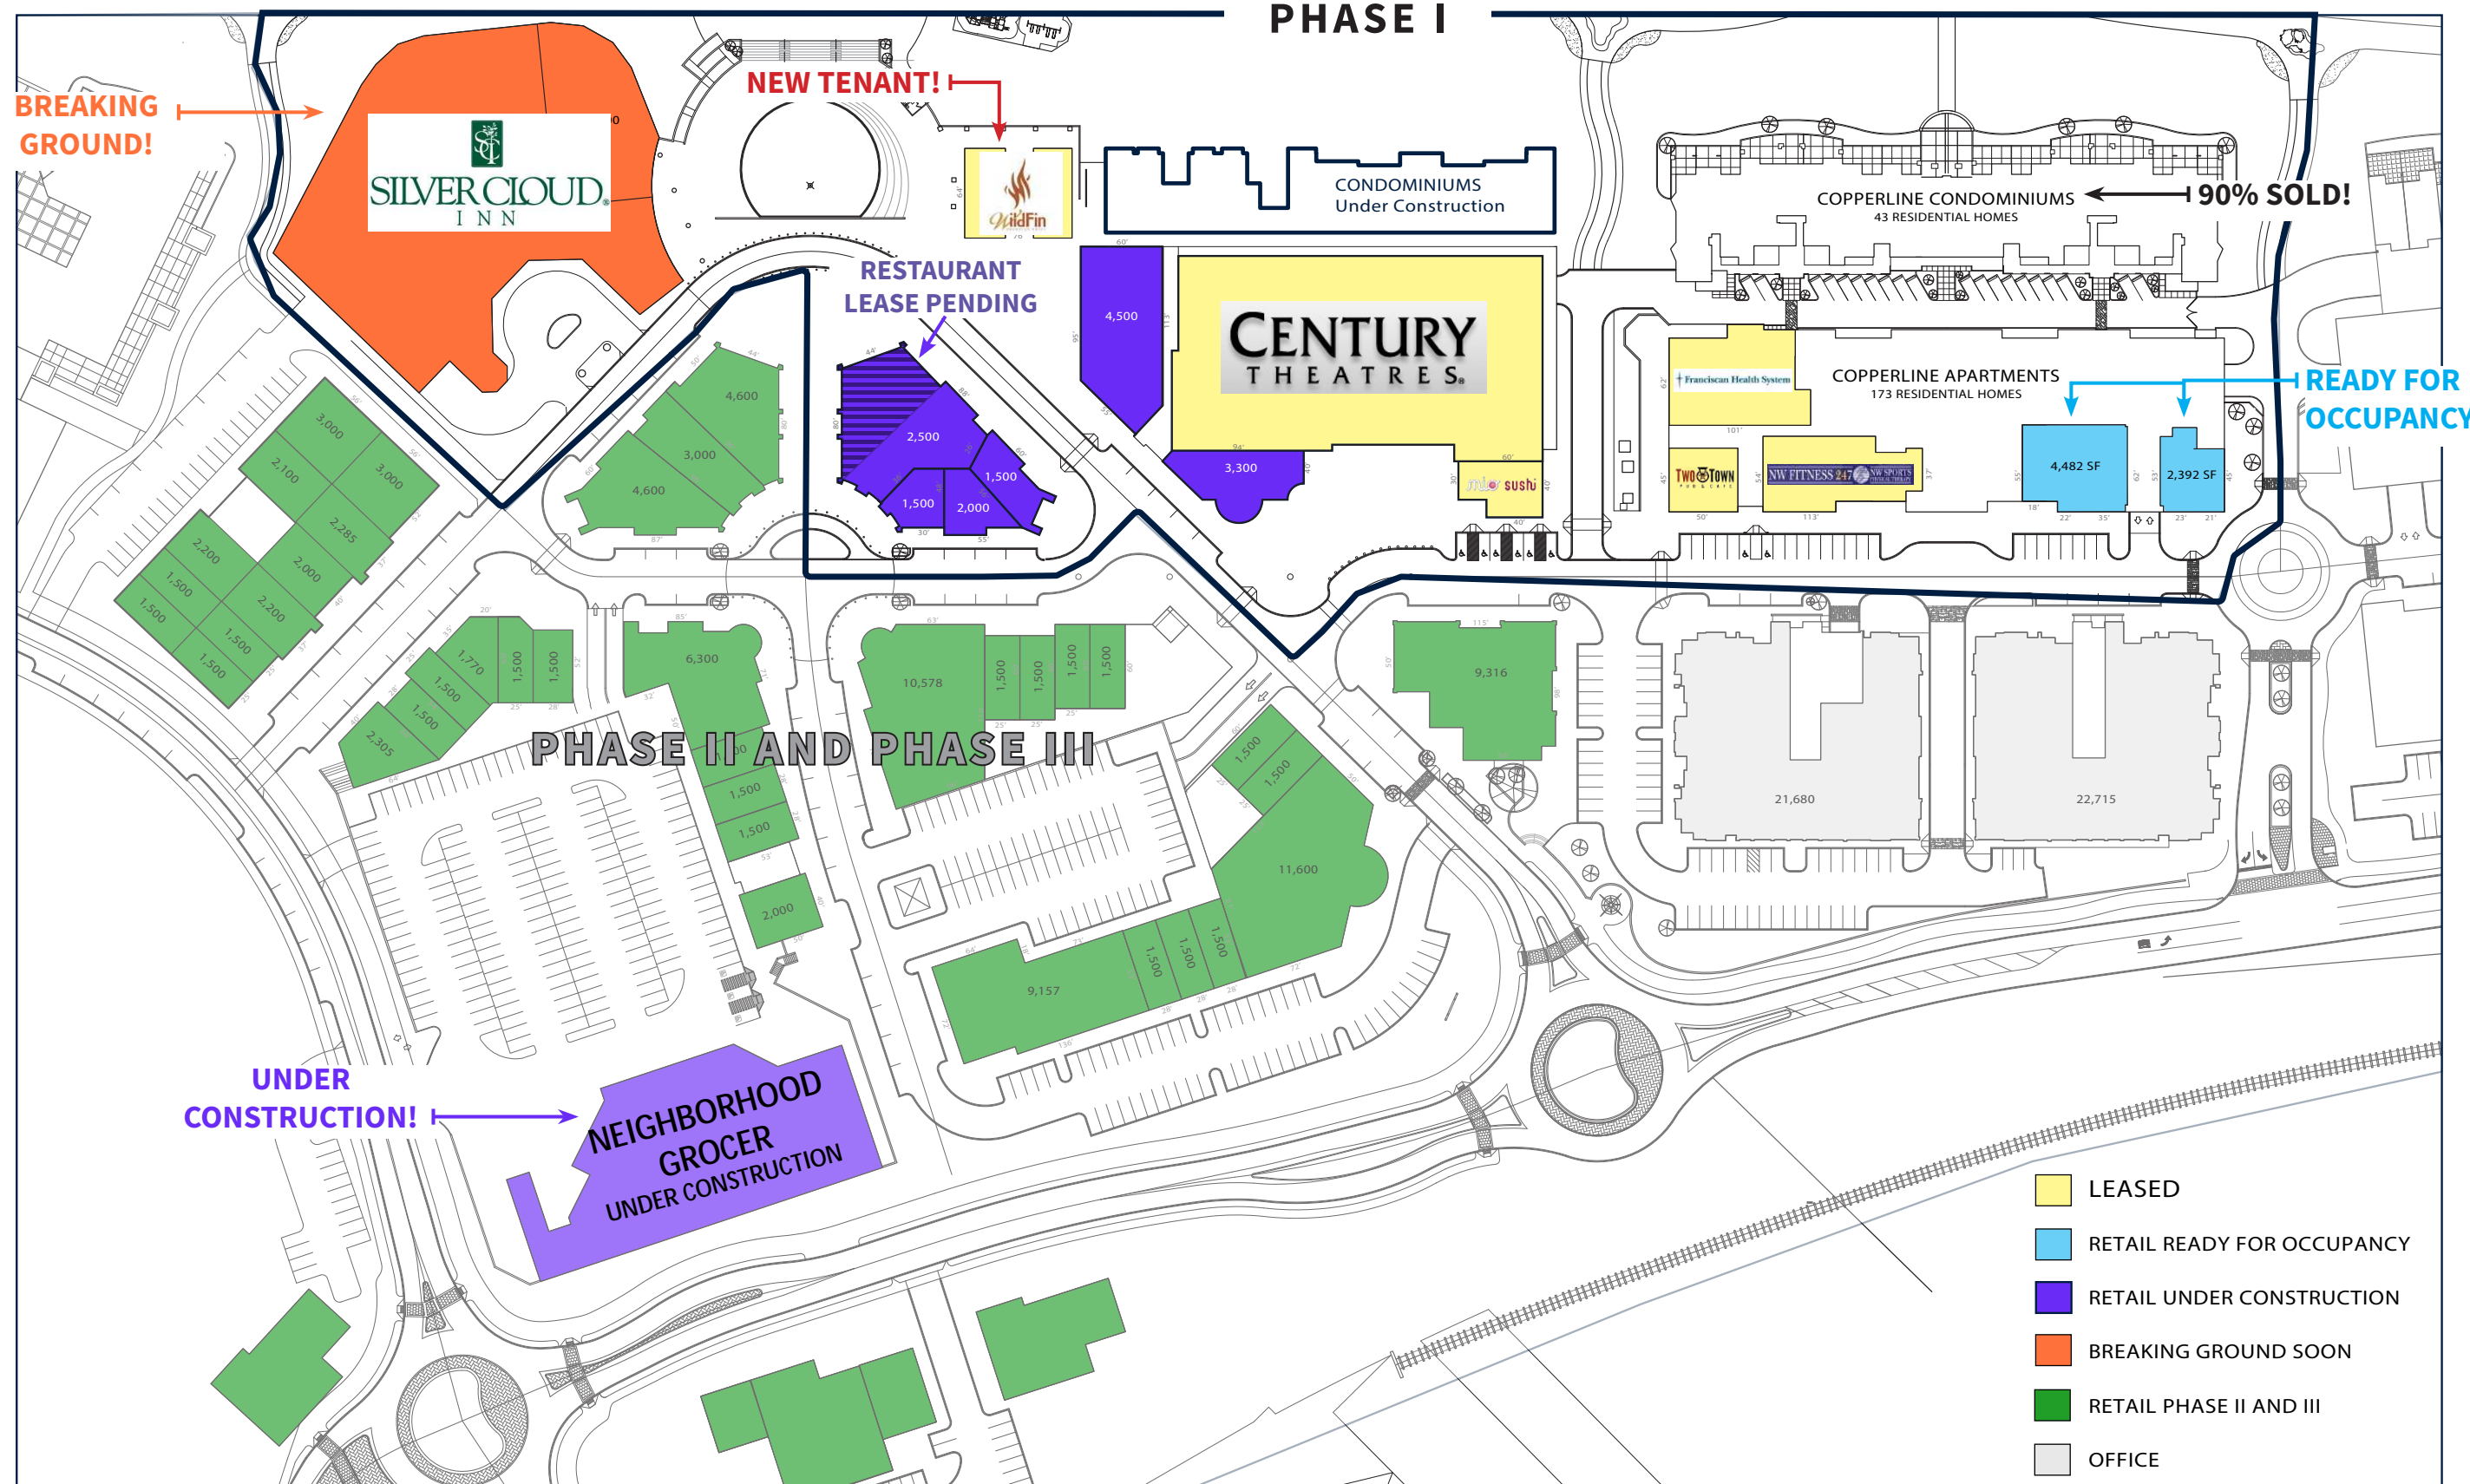 PHASE I
BREAKING
GROUND!
SILVER CLOUD
INN
NEW TENANT!
WildFin
CONDOMINIUMS
Under Construction
COPPERLINE CONDOMINIUMS
43 RESIDENTIAL HOMES
90% SOLD!
RESTAURANT
LEASE PENDING
4,500
CENTURY
THEATRES
Franciscan Health System
COPPERLINE APARTMENTS
173 RESIDENTIAL HOMES
READY FOR
OCCUPANCY
4,600
3,000
4,600
2,500
1,500
1,500
2,000
3,300
mio sushi
TWO TOWN
PUB & CAFE
NW FITNESS 247
NW SPORTS
PHYSICAL THERAPY
4,482 SF
2,392 SF
3,000
2,100
3,000
2,285
2,200
2,000
1,500
2,200
1,500
1,500
1,500
1,770
1,500
1,500
1,500
1,500
2,305
6,300
10,578
1,500
1,500
1,500
1,500
9,316
PHASE II AND PHASE III
1,500
1,500
1,500
1,500
2,000
11,600
21,680
22,715
9,157
1,500
1,500
1,500
UNDER
CONSTRUCTION!
NEIGHBORHOOD
GROCER
UNDER CONSTRUCTION
LEASED
RETAIL READY FOR OCCUPANCY
RETAIL UNDER CONSTRUCTION
BREAKING GROUND SOON
RETAIL PHASE II AND III
OFFICE